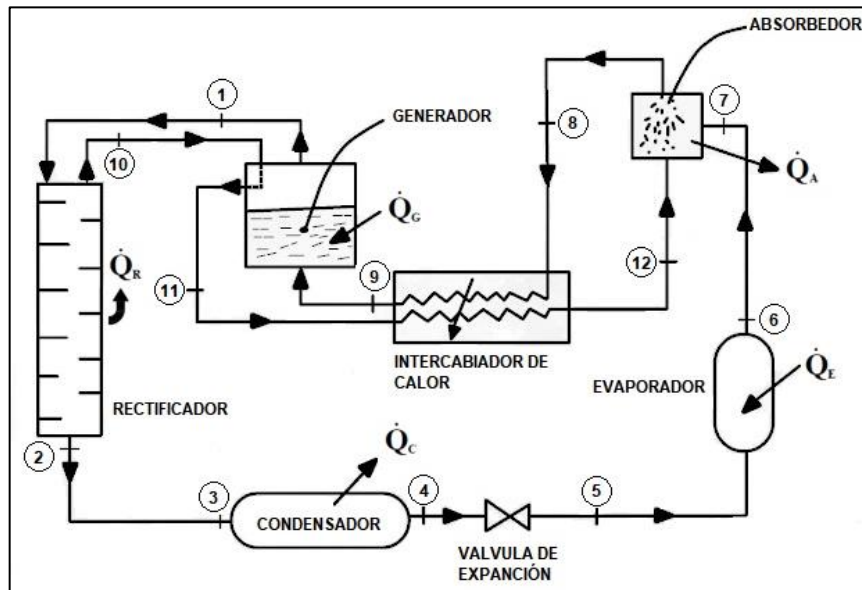 ABSORBEDOR
1
7
GENERADOR
10
8
Q̇A
Q̇G
Q̇R
9
12
11
6
INTERCABIADOR DE
CALOR
EVAPORADOR
Q̇E
RECTIFICADOR
2
Q̇C
3
CONDENSADOR
4
5
VALVULA DE
EXPANCIÓN